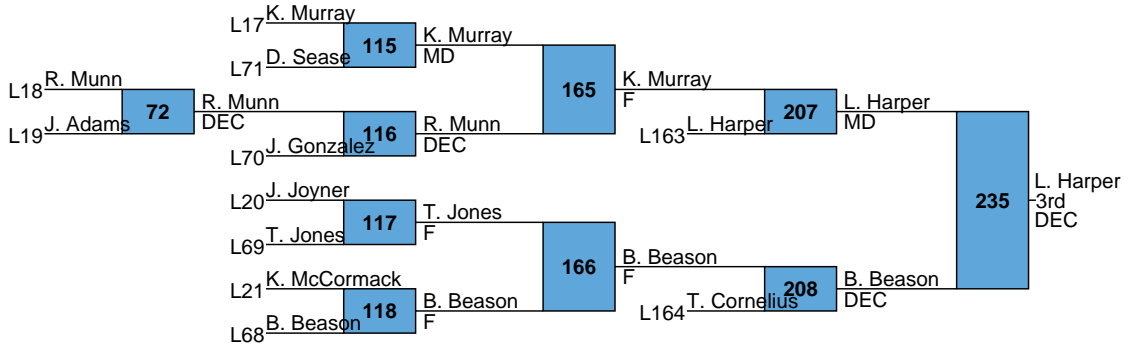 L17 K. Murray
115
K. Murray
MD
L71 D. Sease
L18 R. Munn
72
R. Munn
DEC
L19 J. Adams
116
R. Munn
DEC
L70 J. Gonzalez
165
K. Murray
F
L163 L. Harper
207
L. Harper
MD
L20 J. Joyner
117
T. Jones
F
L69 T. Jones
L21 K. McCormack
118
B. Beason
F
L68 B. Beason
166
B. Beason
F
L164 T. Cornelius
208
B. Beason
DEC
235
L. Harper
3rd
DEC